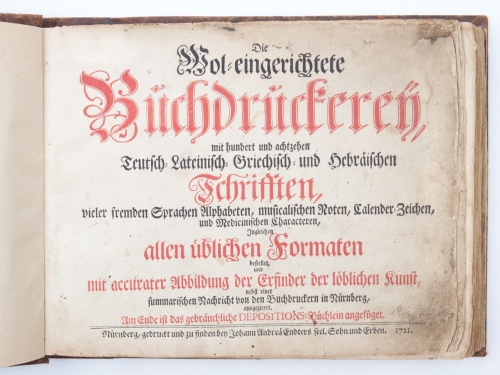 Die
Wol-eingerichtete
Buchdruckerey,
mit hundert und achtzehen
Teutsch- Lateinisch- Griechisch- und Hebräischen
Schrifften,
vieler fremden Sprachen Alphabeten, musicalischen Noten, Calender-Zeichen,
und Medicinischen Characteren,
Ingleichen
allen üblichen Formaten
bestellet,
und
mit accurater Abbildung der Erfinder der löblichen Kunst,
nebst einer
summarischen Nachricht von den Buchdruckern in Nürnberg,
ausgezieret.
Am Ende ist das gebräuchliche DEPOSITIONS-Büchlein angefüget.
Nürnberg, gedruckt und zu finden bey Johann Andreä Endters seel. Sohn und Erben. 1721.